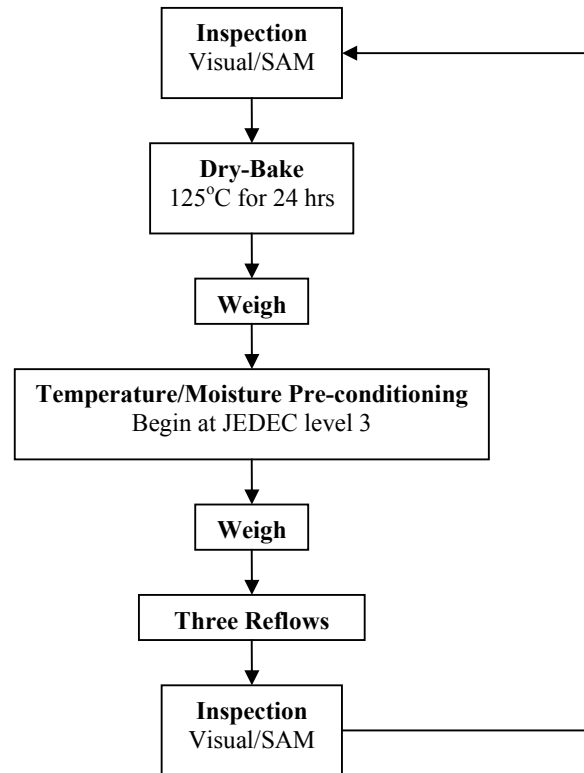 Inspection
Visual/SAM
Dry-Bake
125°C for 24 hrs
Weigh
Temperature/Moisture Pre-conditioning
Begin at JEDEC level 3
Weigh
Three Reflows
Inspection
Visual/SAM